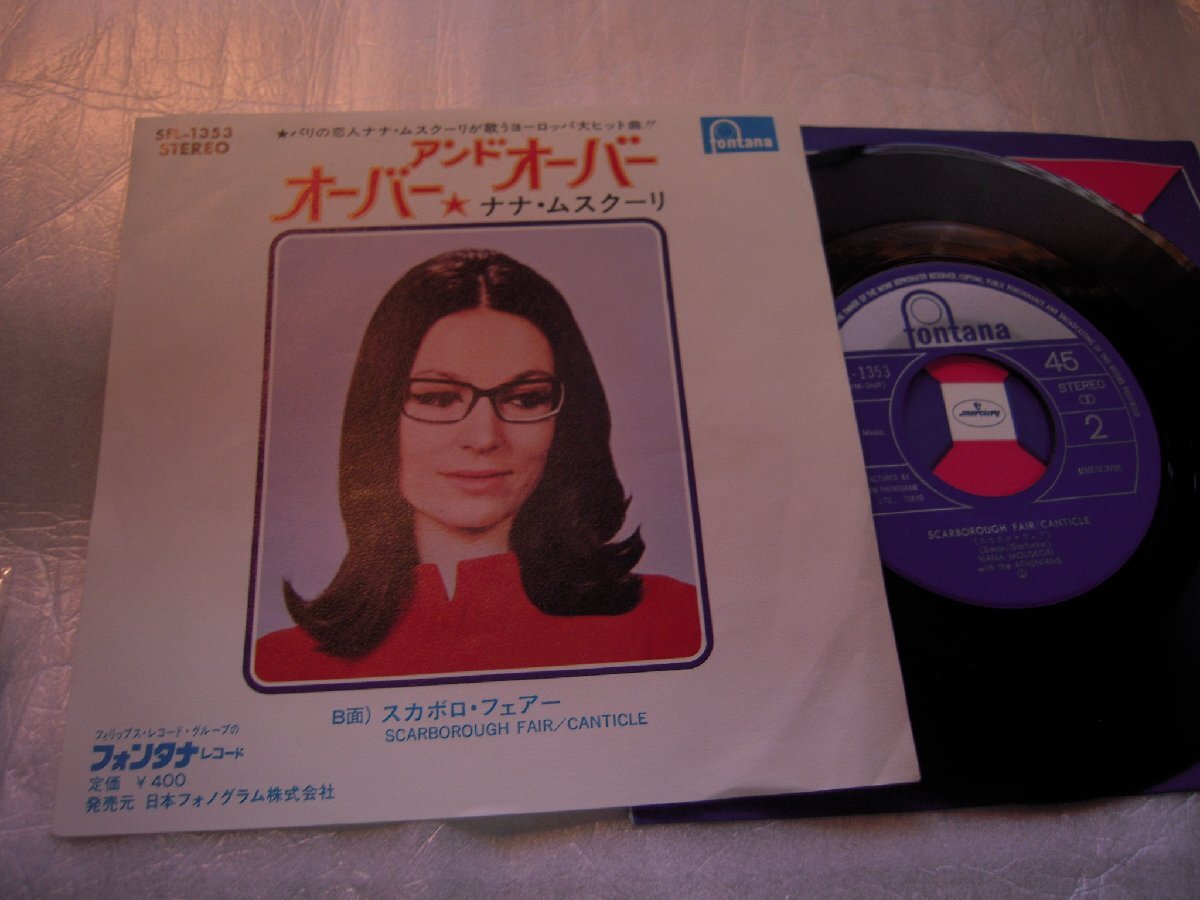 SFL-1353
STEREO
★パリの恋人ナナ・ムスクーリが歌うヨーロッパ大ヒット曲!!
fontana
オーバー★
アンド・オーバー
ナナ・ムスクーリ
B面) スカボロ・フェアー
SCARBOROUGH FAIR/CANTICLE
フィリップス・レコード・グループの
フォンタナレコード
定価 ¥400
発売元 日本フォノグラム株式会社
fontana
1353
45
STEREO
2
Music
mercury
SCARBOROUGH FAIR/CANTICLE
(Simon/Garfunkel)
NANA MOUSKOURI
with the ATHENIANS